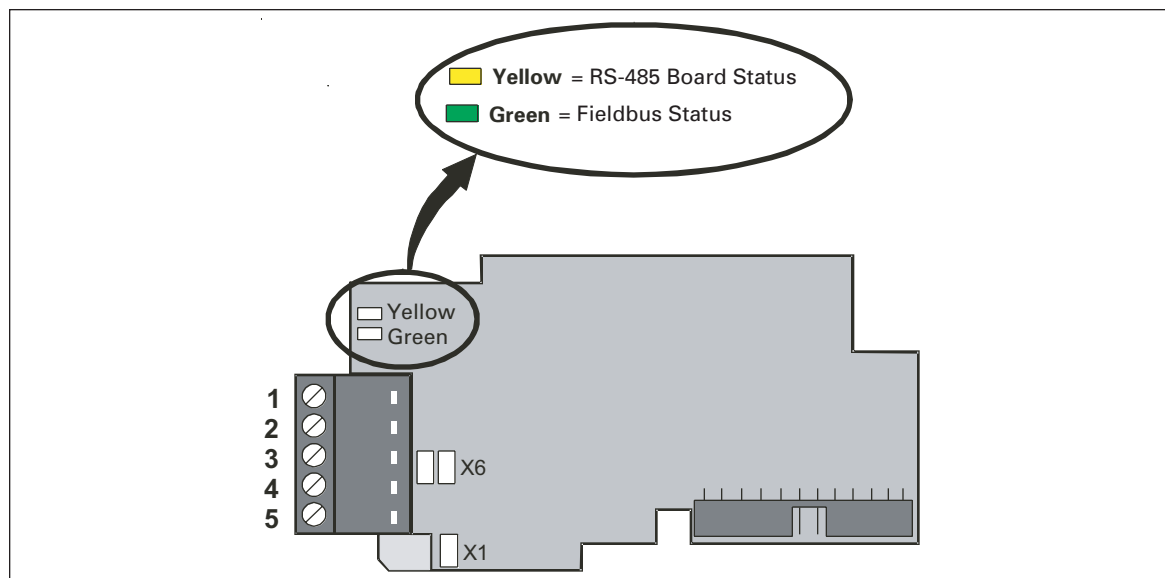 Yellow = RS-485 Board Status
Green = Fieldbus Status
Yellow
Green
1
2
3
X6
4
5
X1